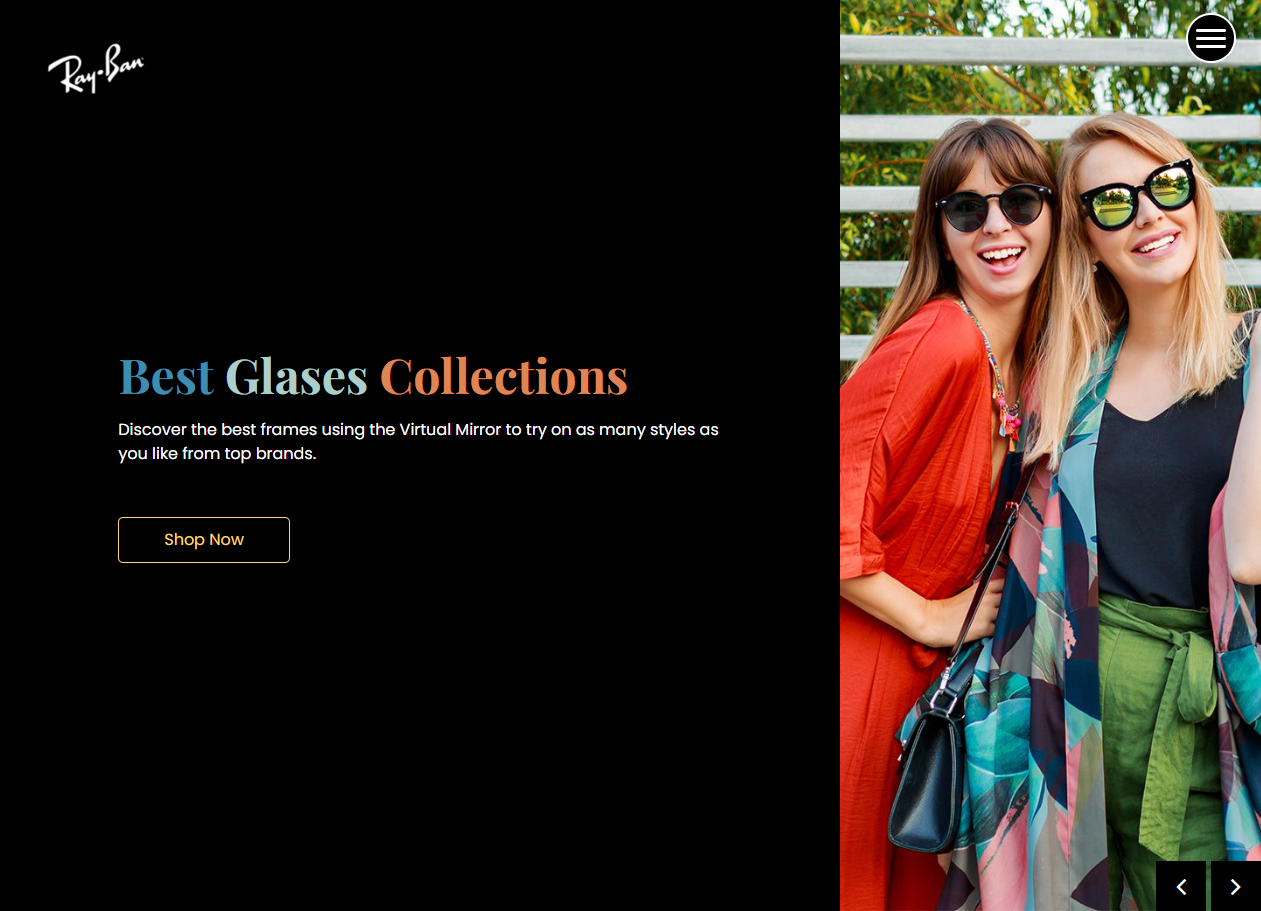 Ray-Ban
Best Glases Collections
Discover the best frames using the Virtual Mirror to try on as many styles as
you like from top brands.
Shop Now